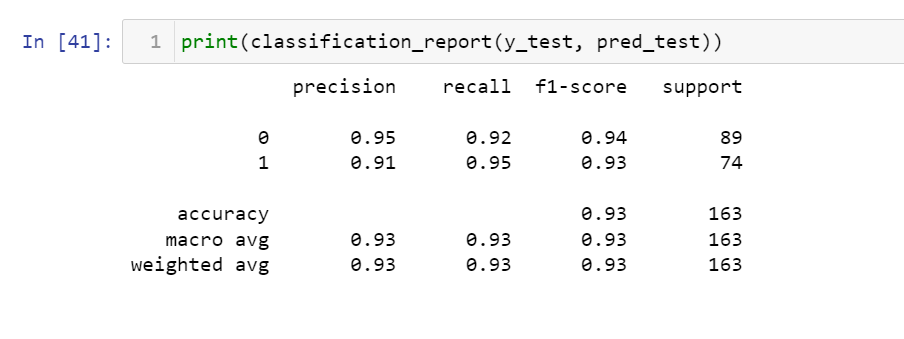 In [41]: 1 print(classification_report(y_test, pred_test))
precision recall f1-score support
0 0.95 0.92 0.94 89
1 0.91 0.95 0.93 74
accuracy 0.93 163
macro avg 0.93 0.93 0.93 163
weighted avg 0.93 0.93 0.93 163